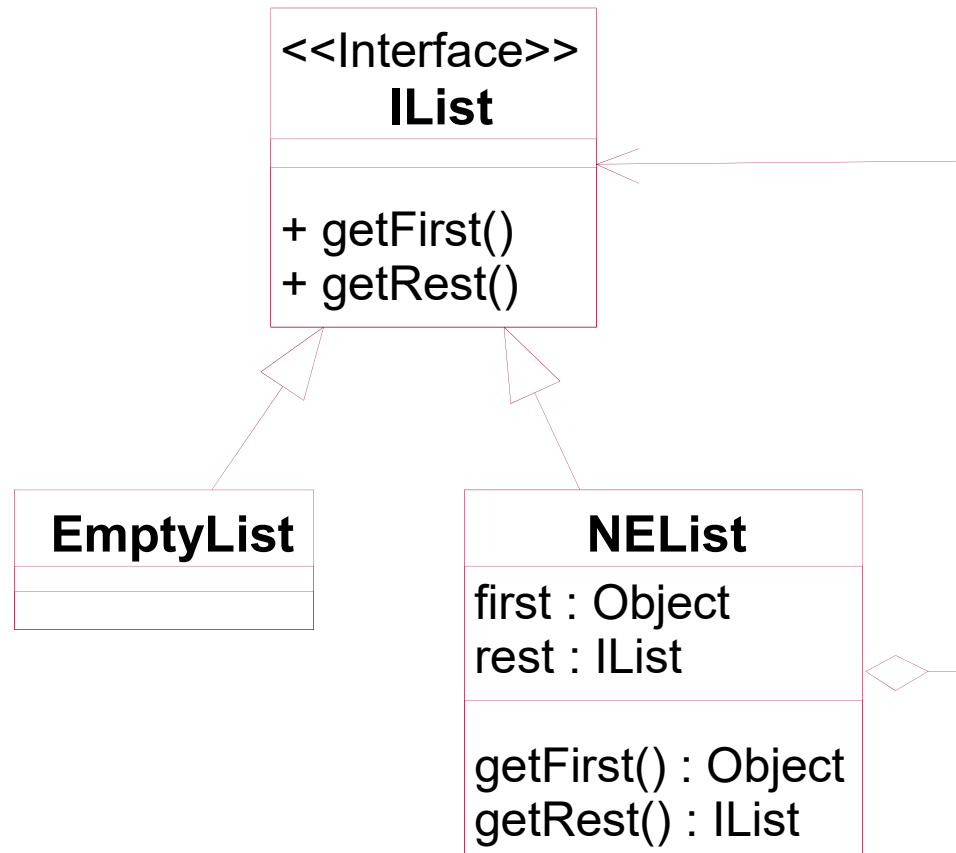 <<Interface>>
IList
+ getFirst()
+ getRest()
EmptyList
NEList
first : Object
rest : IList
getFirst() : Object
getRest() : IList